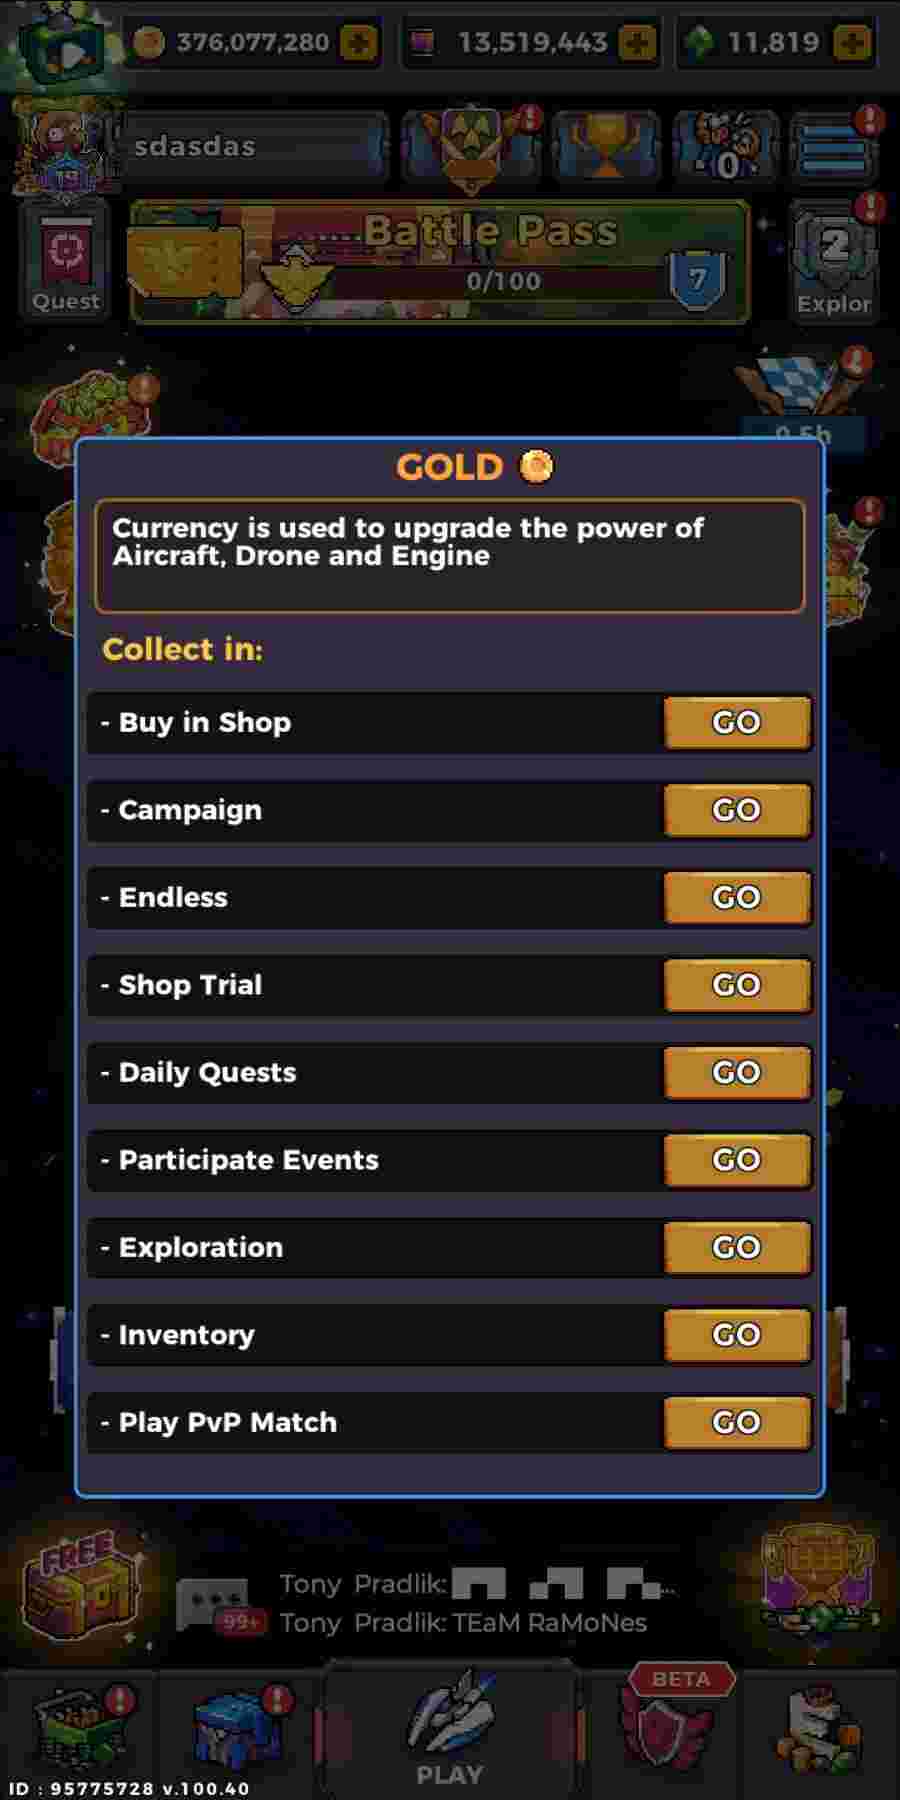 376,077,280
13,519,443
11,819
sdasdas
19
0
Battle Pass
0/100
7
Quest
2
Explor
9.5h
GOLD
Currency is used to upgrade the power of
Aircraft, Drone and Engine
Collect in:
- Buy in Shop
GO
- Campaign
GO
- Endless
GO
- Shop Trial
GO
- Daily Quests
GO
- Participate Events
GO
- Exploration
GO
- Inventory
GO
- Play PvP Match
GO
FREE
Tony Pradlik:
99+
Tony Pradlik: TEaM RaMoNes
BETA
PLAY
ID : 95775728 v.100.40